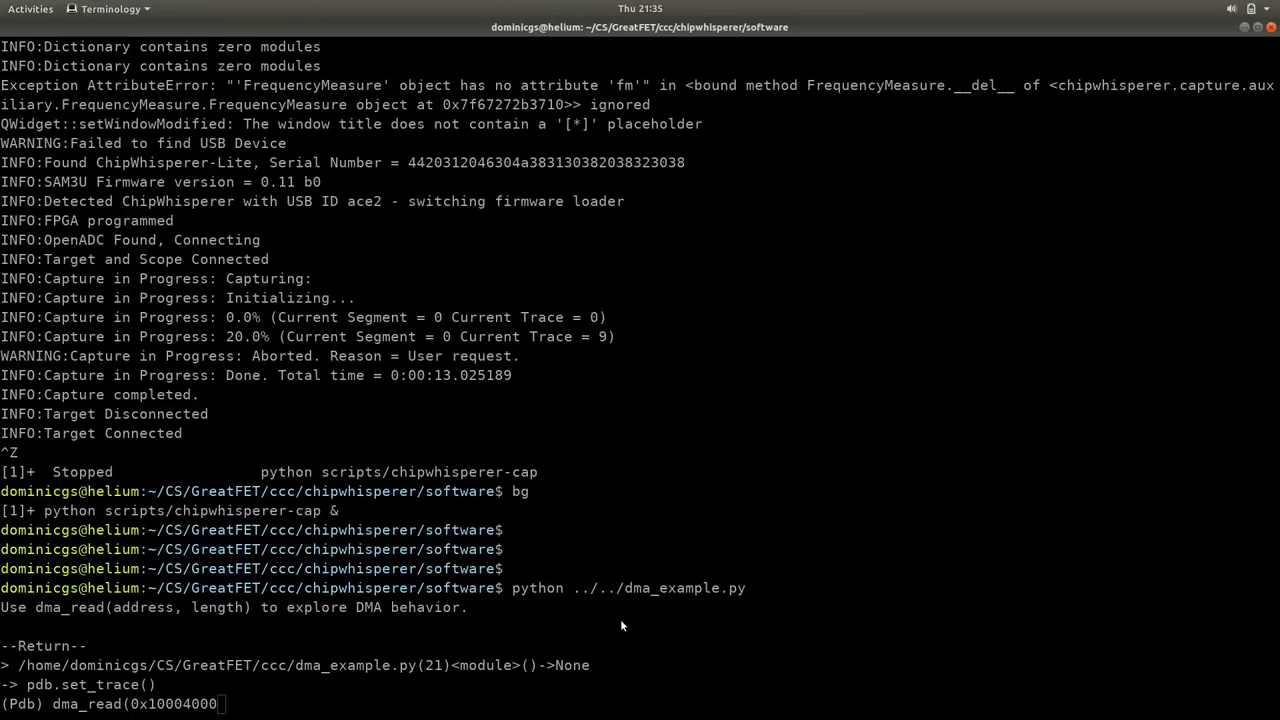 Activities
Terminology
Thu 21:35
dominicgs@helium: ~/CS/GreatFET/ccc/chipwhisperer/software
INFO:Dictionary contains zero modules
INFO:Dictionary contains zero modules
Exception AttributeError: "'FrequencyMeasure' object has no attribute 'fm'" in <bound method FrequencyMeasure.__del__ of <chipwhisperer.capture.aux
iliary.FrequencyMeasure.FrequencyMeasure object at 0x7f67272b3710>> ignored
QWidget::setWindowModified: The window title does not contain a '[*]' placeholder
WARNING:Failed to find USB Device
INFO:Found ChipWhisperer-Lite, Serial Number = 4420312046304a383130382038323038
INFO:SAM3U Firmware version = 0.11 b0
INFO:Detected ChipWhisperer with USB ID ace2 - switching firmware loader
INFO:FPGA programmed
INFO:OpenADC Found, Connecting
INFO:Target and Scope Connected
INFO:Capture in Progress: Capturing:
INFO:Capture in Progress: Initializing...
INFO:Capture in Progress: 0.0% (Current Segment = 0 Current Trace = 0)
INFO:Capture in Progress: 20.0% (Current Segment = 0 Current Trace = 9)
WARNING:Capture in Progress: Aborted. Reason = User request.
INFO:Capture in Progress: Done. Total time = 0:00:13.025189
INFO:Capture completed.
INFO:Target Disconnected
INFO:Target Connected
^Z
[1]+  Stopped                 python scripts/chipwhisperer-cap
dominicgs@helium:~/CS/GreatFET/ccc/chipwhisperer/software$ bg
[1]+ python scripts/chipwhisperer-cap &
dominicgs@helium:~/CS/GreatFET/ccc/chipwhisperer/software$
dominicgs@helium:~/CS/GreatFET/ccc/chipwhisperer/software$
dominicgs@helium:~/CS/GreatFET/ccc/chipwhisperer/software$
dominicgs@helium:~/CS/GreatFET/ccc/chipwhisperer/software$ python ../../dma_example.py
Use dma_read(address, length) to explore DMA behavior.
--Return--
> /home/dominicgs/CS/GreatFET/ccc/dma_example.py(21)<module>()->None
-> pdb.set_trace()
(Pdb) dma_read(0x10004000